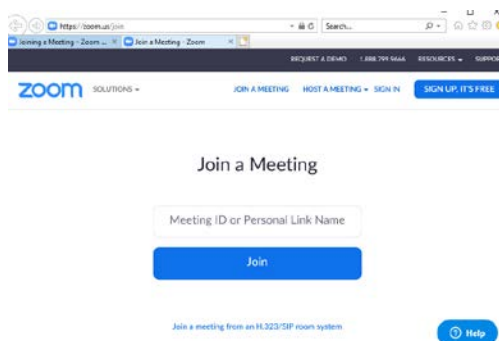 https://zoom.us/join
Search...
Joining a Meeting - Zoom ...
Join a Meeting - Zoom
REQUEST A DEMO 1.888.799.9666 RESOURCES SUPPORT
zoom SOLUTIONS JOIN A MEETING HOST A MEETING SIGN IN SIGN UP, IT'S FREE
Join a Meeting
Meeting ID or Personal Link Name
Join
Join a meeting from an H.323/SIP room system
Help